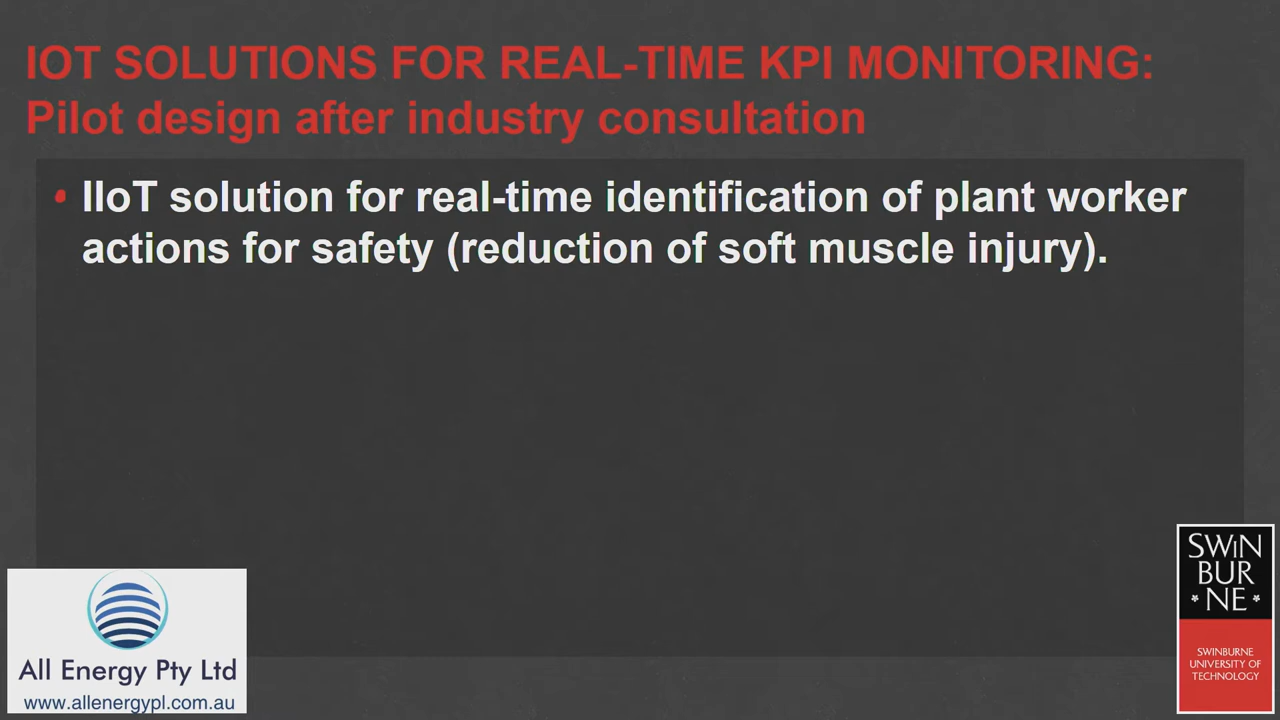 IOT SOLUTIONS FOR REAL-TIME KPI MONITORING:
Pilot design after industry consultation
• IIoT solution for real-time identification of plant worker
actions for safety (reduction of soft muscle injury).
All Energy Pty Ltd
www.allenergypl.com.au
SWiN
BUR
NE
SWINBURNE
UNIVERSITY OF
TECHNOLOGY